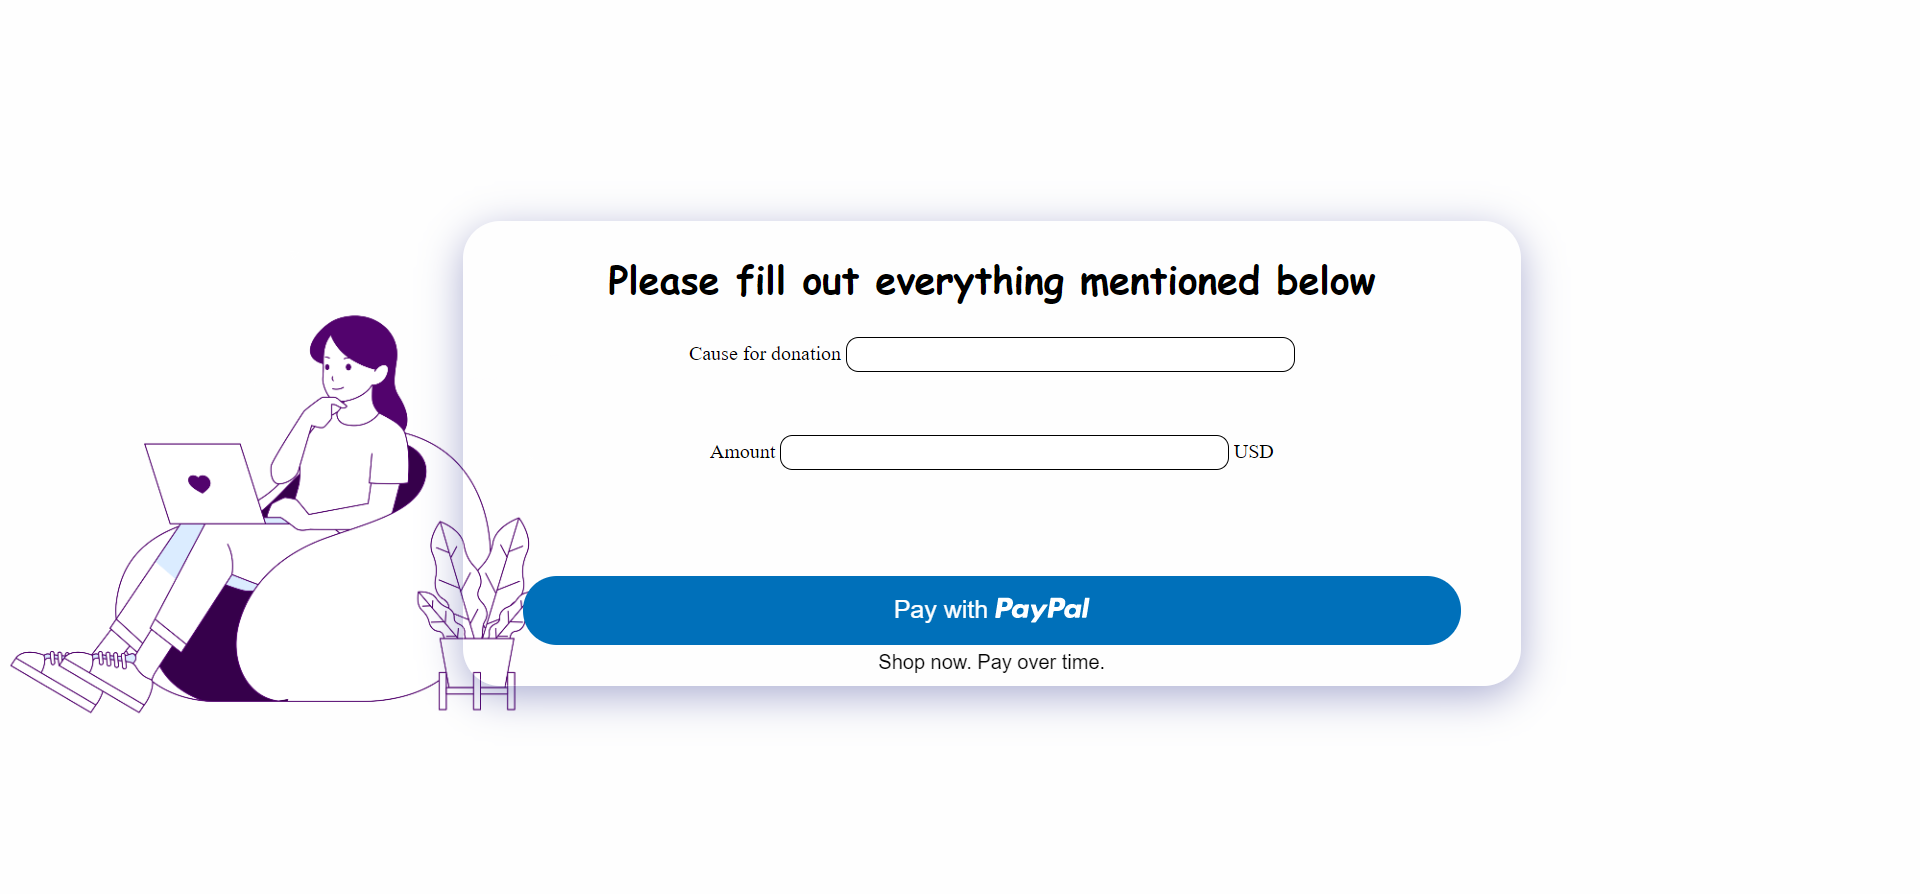 Please fill out everything mentioned below
Cause for donation
Amount USD
Pay with PayPal
Shop now. Pay over time.